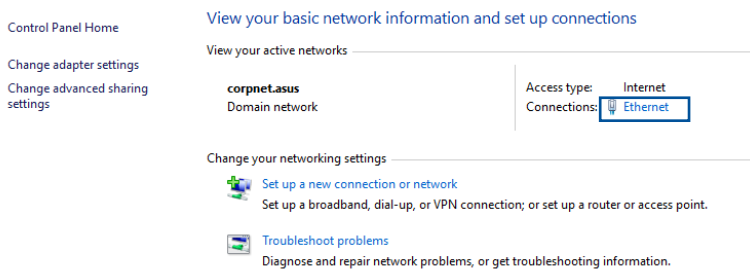 Control Panel Home
Change adapter settings
Change advanced sharing
settings
View your basic network information and set up connections
View your active networks
corpnet.asus
Domain network
Access type: Internet
Connections: Ethernet
Change your networking settings
Set up a new connection or network
Set up a broadband, dial-up, or VPN connection; or set up a router or access point.
Troubleshoot problems
Diagnose and repair network problems, or get troubleshooting information.